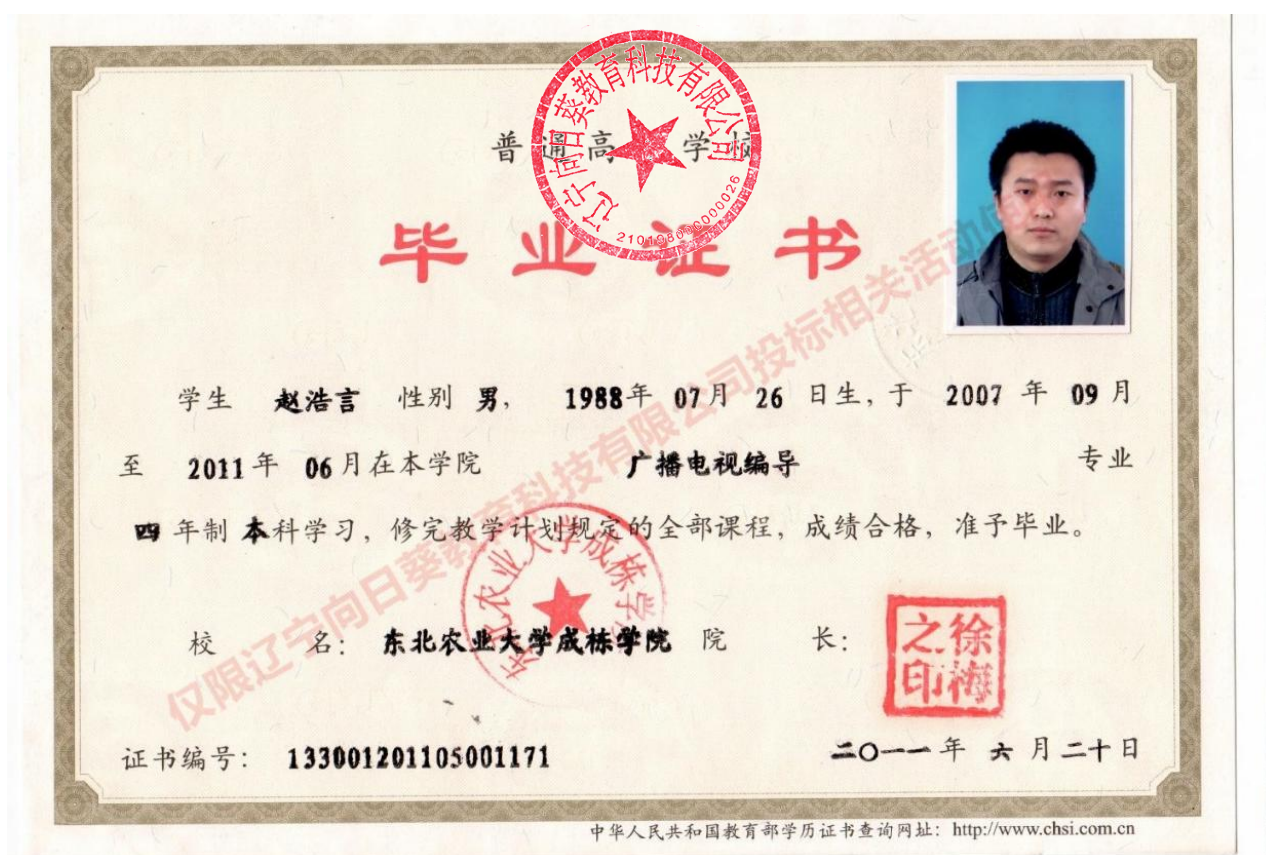 普通高 学校
毕业证书
辽宁向日葵教育科技有限公司
2101980000000026
学生 赵浩言 性别 男， 1988年 07月 26 日生，于 2007 年 09月
至 2011年 06月在本学院 广播电视编导 专业
四 年制 本科学习，修完教学计划规定的全部课程，成绩合格，准予毕业。
东北农业大学成栋学
校 名： 东北农业大学成栋学院 院 长：
徐梅之印
证书编号： 133001201105001171 二〇一一 年 六 月二十日
中华人民共和国教育部学历证书查询网址：http://www.chsi.com.cn
仅限辽宁向日葵教育科技有限公司投标相关活动